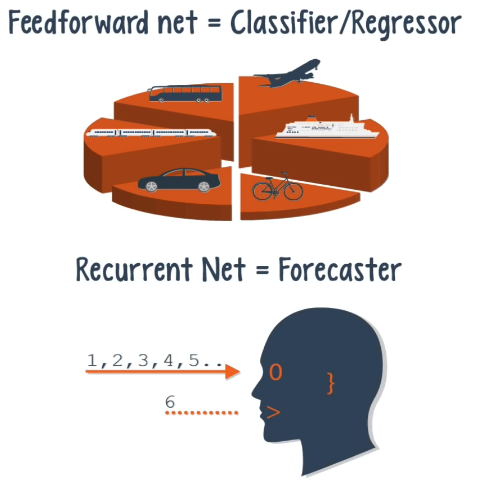 Feedforward net = Classifier/Regressor
Recurrent Net = Forecaster
1,2,3,4,5..
O }
6
>